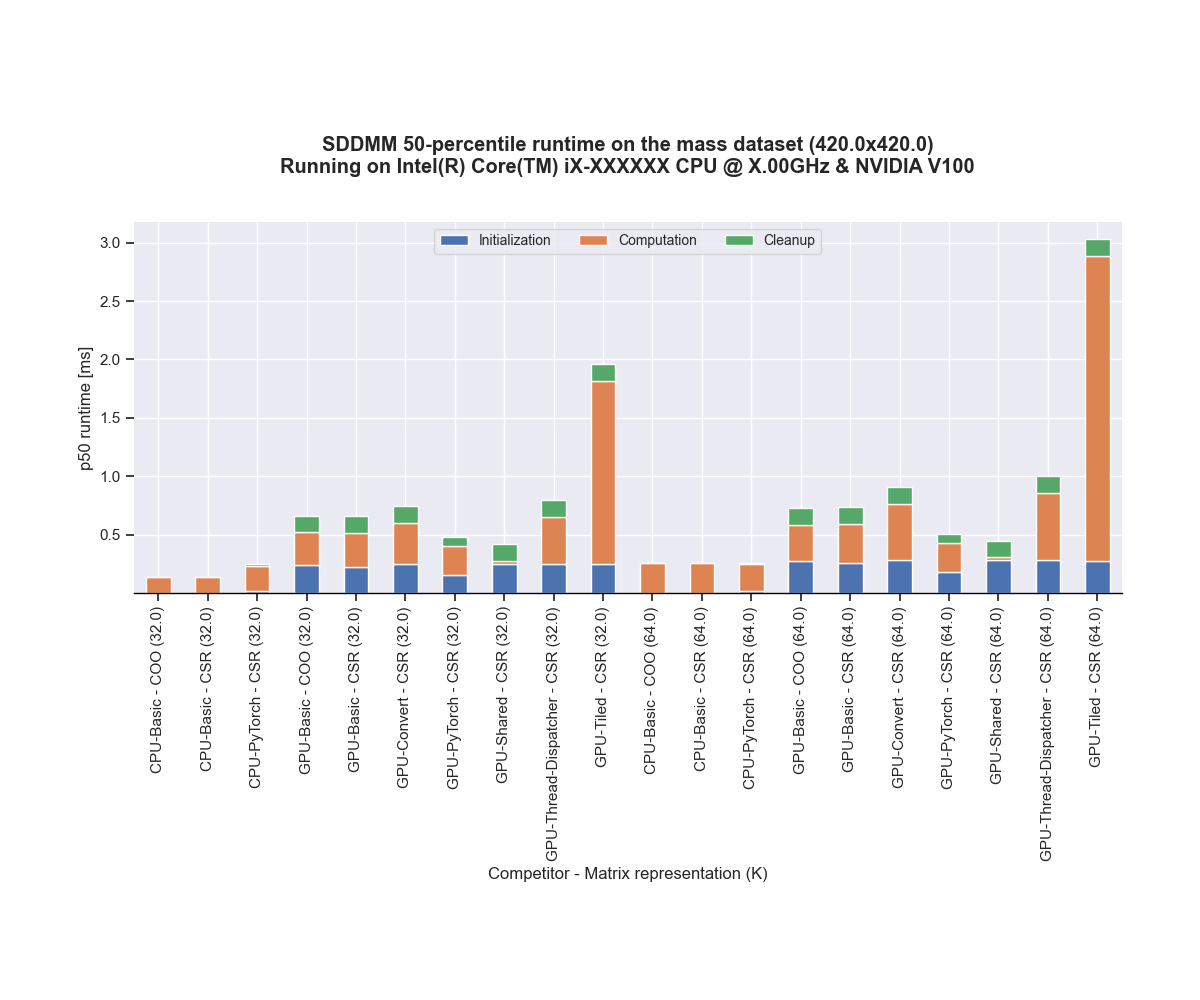 SDDMM 50-percentile runtime on the mass dataset (420.0x420.0)
Running on Intel(R) Core(TM) iX-XXXXXX CPU @ X.00GHz & NVIDIA V100
Initialization
Computation
Cleanup
p50 runtime [ms]
3.0
2.5
2.0
1.5
1.0
0.5
CPU-Basic - COO (32.0)
CPU-Basic - CSR (32.0)
CPU-PyTorch - CSR (32.0)
GPU-Basic - COO (32.0)
GPU-Basic - CSR (32.0)
GPU-Convert - CSR (32.0)
GPU-PyTorch - CSR (32.0)
GPU-Shared - CSR (32.0)
GPU-Thread-Dispatcher - CSR (32.0)
GPU-Tiled - CSR (32.0)
CPU-Basic - COO (64.0)
CPU-Basic - CSR (64.0)
CPU-PyTorch - CSR (64.0)
GPU-Basic - COO (64.0)
GPU-Basic - CSR (64.0)
GPU-Convert - CSR (64.0)
GPU-PyTorch - CSR (64.0)
GPU-Shared - CSR (64.0)
GPU-Thread-Dispatcher - CSR (64.0)
GPU-Tiled - CSR (64.0)
Competitor - Matrix representation (K)